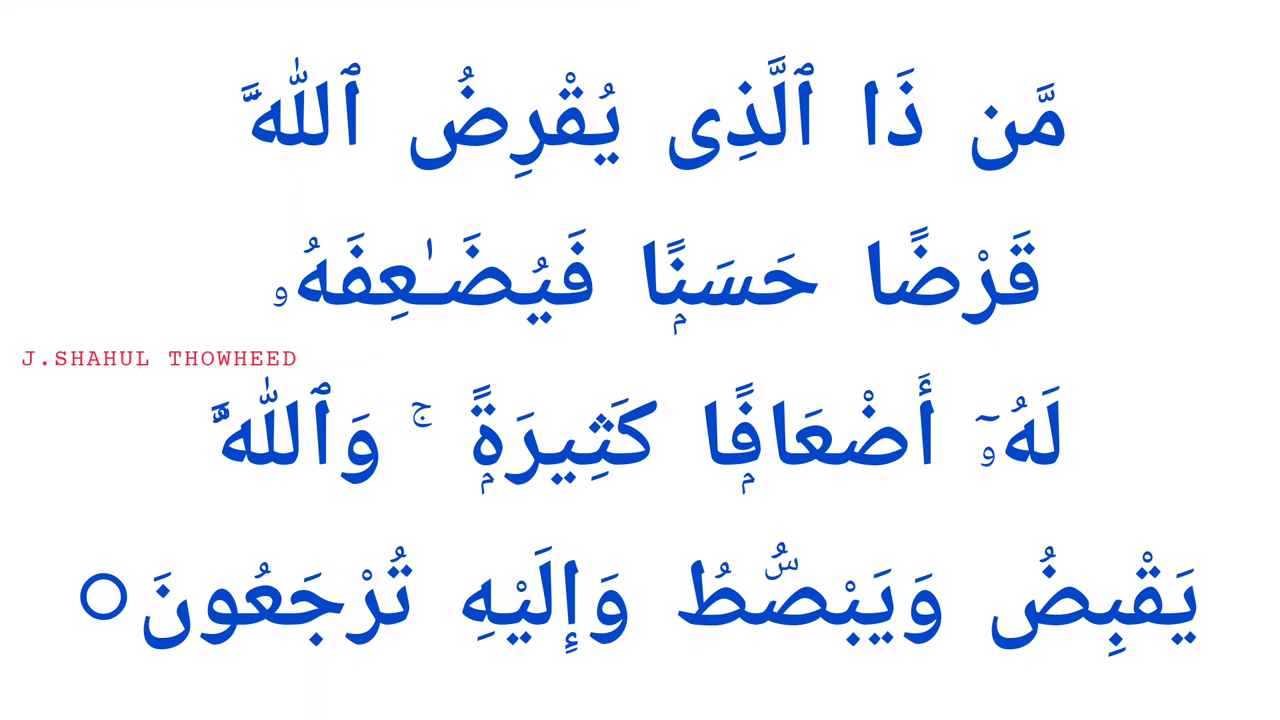 مَّن ذَا ٱلَّذِى يُقْرِضُ ٱللَّهَ
قَرْضًا حَسَنًۭا فَيُضَـٰعِفَهُۥ
J.SHAHUL THOWHEED
لَهُۥٓ أَضْعَافًۭا كَثِيرَةًۭ ۚ وَٱللَّهُ
يَقْبِضُ وَيَبْصُۜطُ وَإِلَيْهِ تُرْجَعُونَ ○